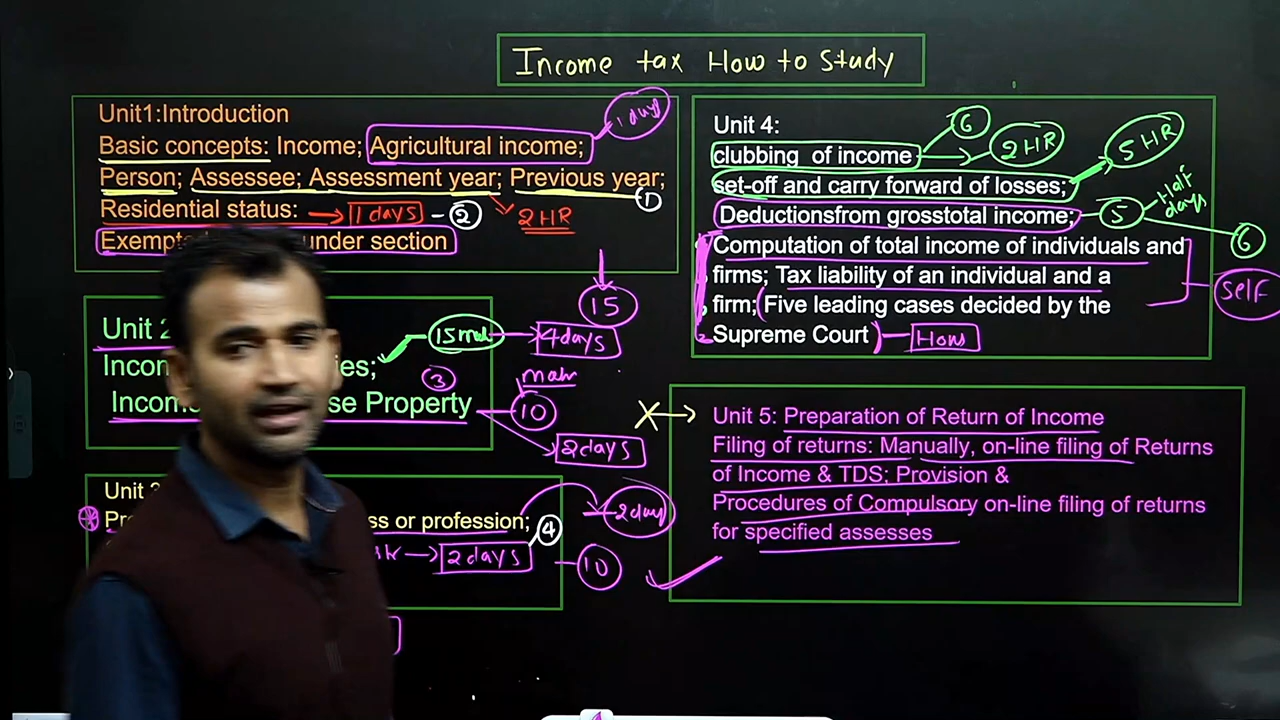 Income tax How to Study
Unit1:Introduction
Basic concepts: Income; Agricultural income;
1 days
Person; Assessee; Assessment year; Previous year;
1
Residential status: → 1 days - 2
2 HR
under section
15
Unit 2
15 mar → 4 days
ies;
3
mar
se Property
10
2 days
Unit 3
ss or profession;
2 days
→ 2 days
4
10
Unit 4:
6
clubbing of income
2 HR
5 HR
set-off and carry forward of losses;
Half days
Deductionsfrom grosstotal income;
5
6
Computation of total income of individuals and
firms; Tax liability of an individual and a
Self
firm; (Five leading cases decided by the
Supreme Court) How
X → Unit 5: Preparation of Return of Income
Filing of returns: Manually, on-line filing of Returns
of Income & TDS; Provision &
Procedures of Compulsory on-line filing of returns
for specified assesses